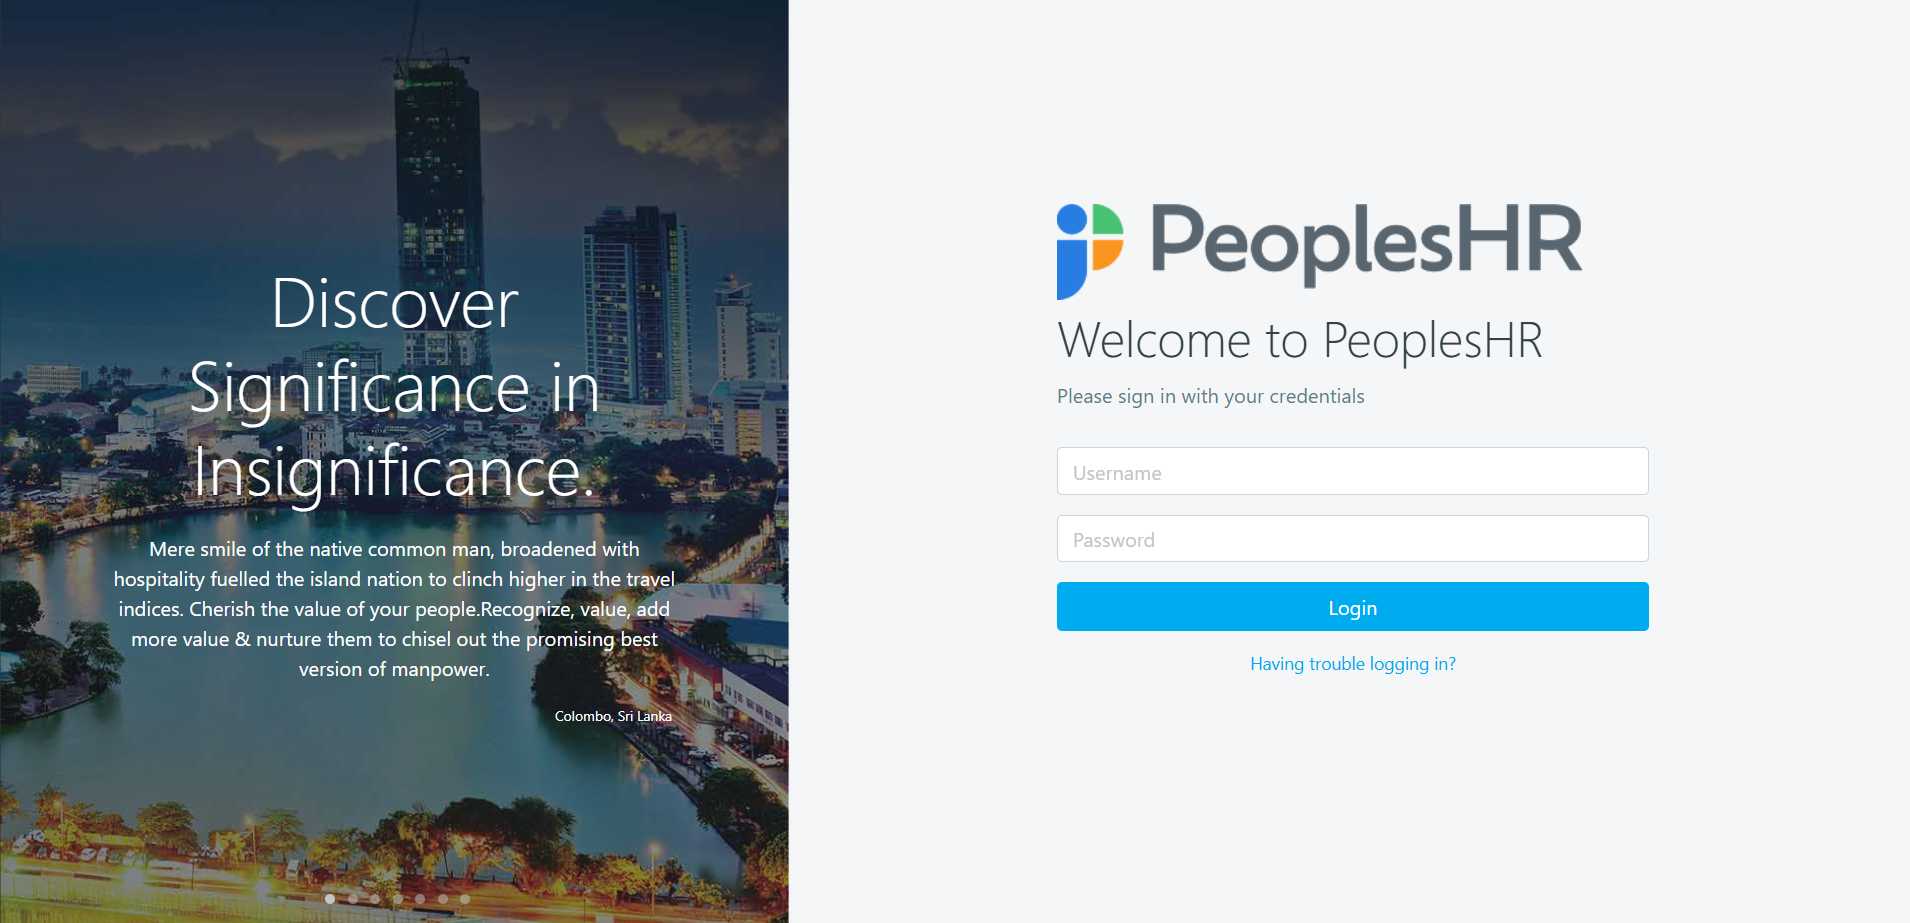 Discover
Significance in
Insignificance.
Mere smile of the native common man, broadened with
hospitality fuelled the island nation to clinch higher in the travel
indices. Cherish the value of your people.Recognize, value, add
more value & nurture them to chisel out the promising best
version of manpower.
Colombo, Sri Lanka
PeoplesHR
Welcome to PeoplesHR
Please sign in with your credentials
Username
Password
Login
Having trouble logging in?